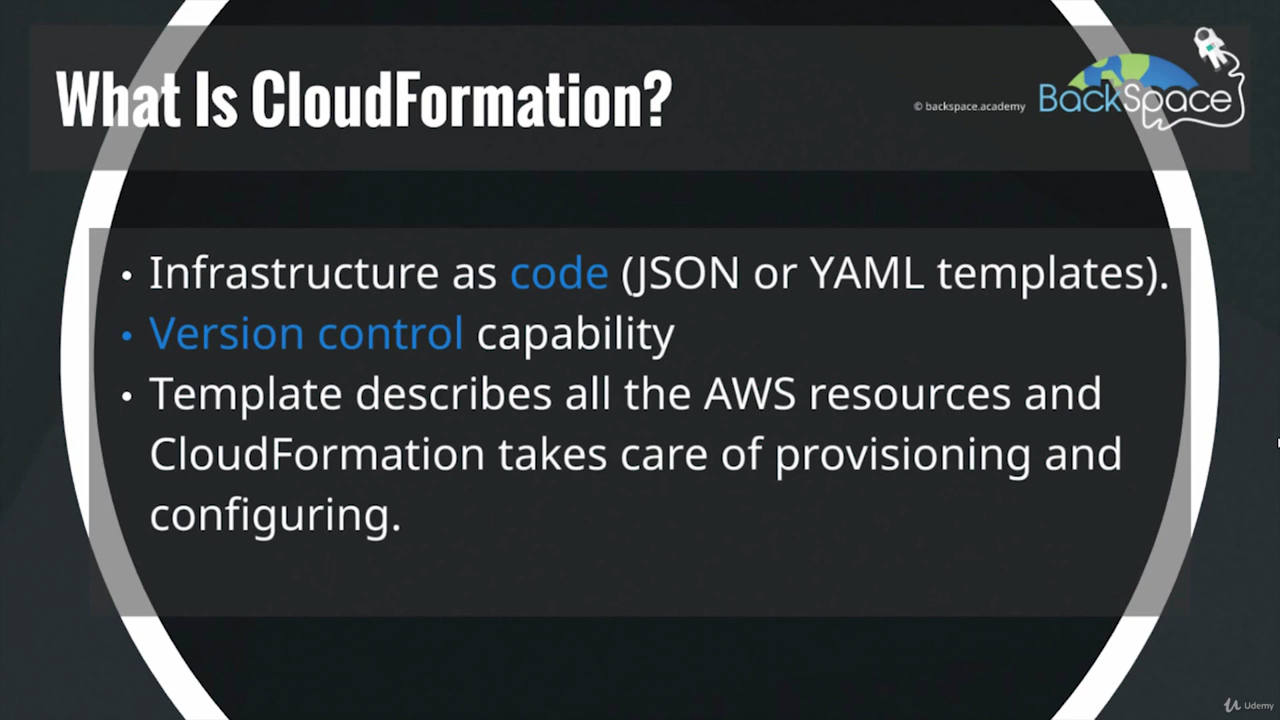 What Is CloudFormation?
© backspace.academy
BackSpace
• Infrastructure as code (JSON or YAML templates).
• Version control capability
• Template describes all the AWS resources and
CloudFormation takes care of provisioning and
configuring.
Udemy